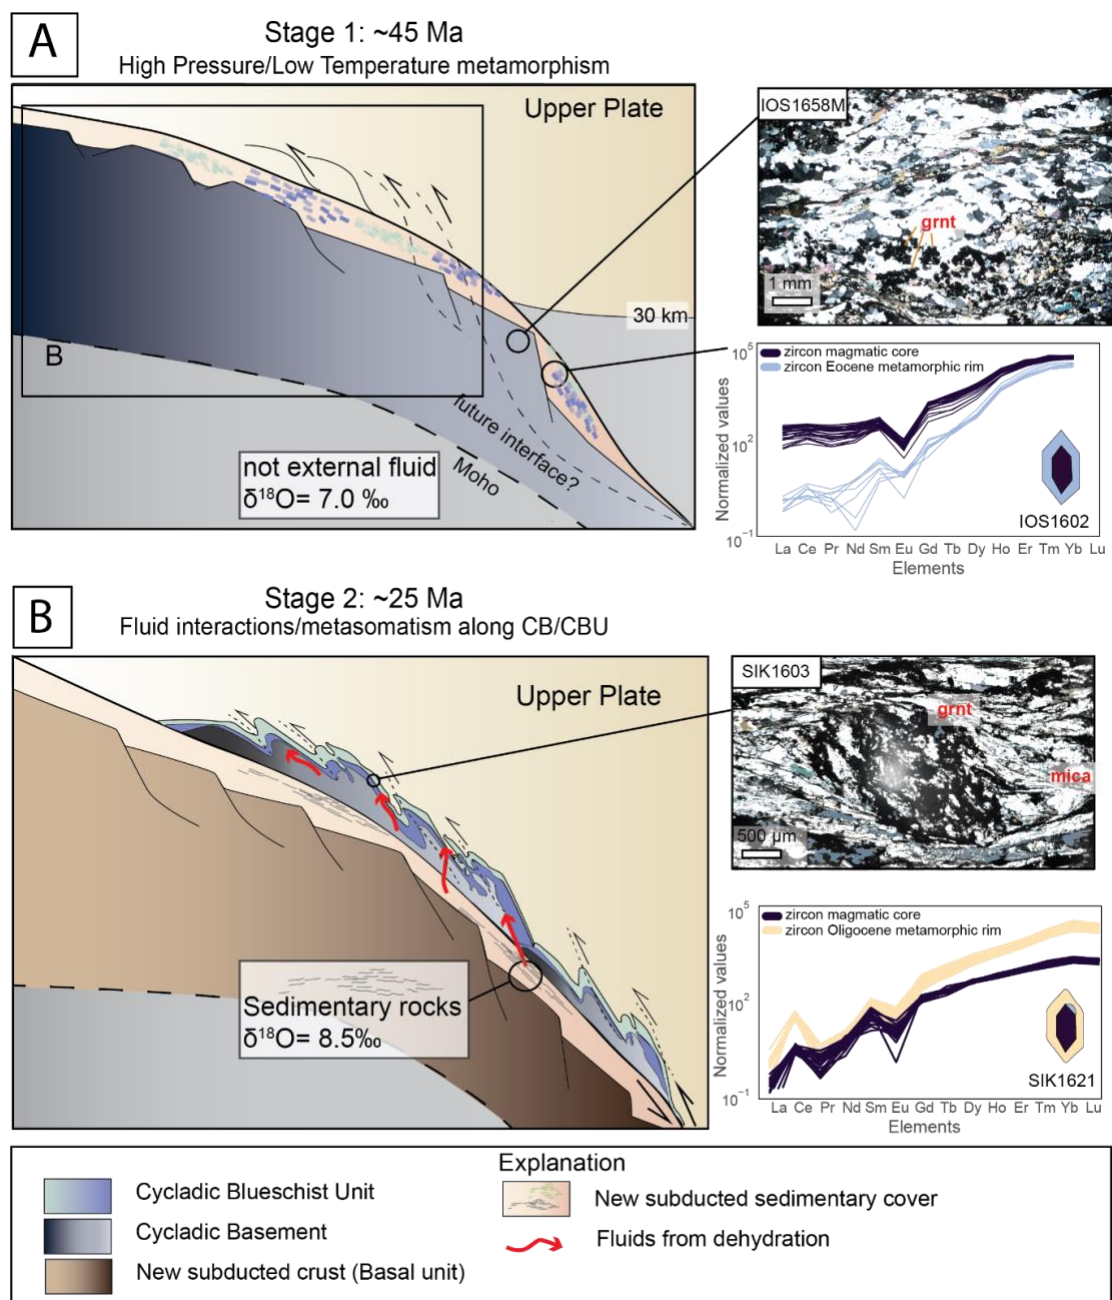 A
Stage 1: ~45 Ma
High Pressure/Low Temperature metamorphism
Upper Plate
30 km
B
future interface?
Moho
not external fluid
δ¹⁸O= 7.0 ‰
IOS1658M
grnt
1 mm
zircon magmatic core
zircon Eocene metamorphic rim
10⁵
10²
10⁻¹
Normalized values
IOS1602
La Ce Pr Nd Sm Eu Gd Tb Dy Ho Er Tm Yb Lu
Elements
B
Stage 2: ~25 Ma
Fluid interactions/metasomatism along CB/CBU
Upper Plate
Sedimentary rocks
δ¹⁸O= 8.5‰
SIK1603
grnt
mica
500 µm
zircon magmatic core
zircon Oligocene metamorphic rim
10⁵
10²
10⁻¹
Normalized values
SIK1621
La Ce Pr Nd Sm Eu Gd Tb Dy Ho Er Tm Yb Lu
Elements
Explanation
Cycladic Blueschist Unit
Cycladic Basement
New subducted crust (Basal unit)
New subducted sedimentary cover
Fluids from dehydration